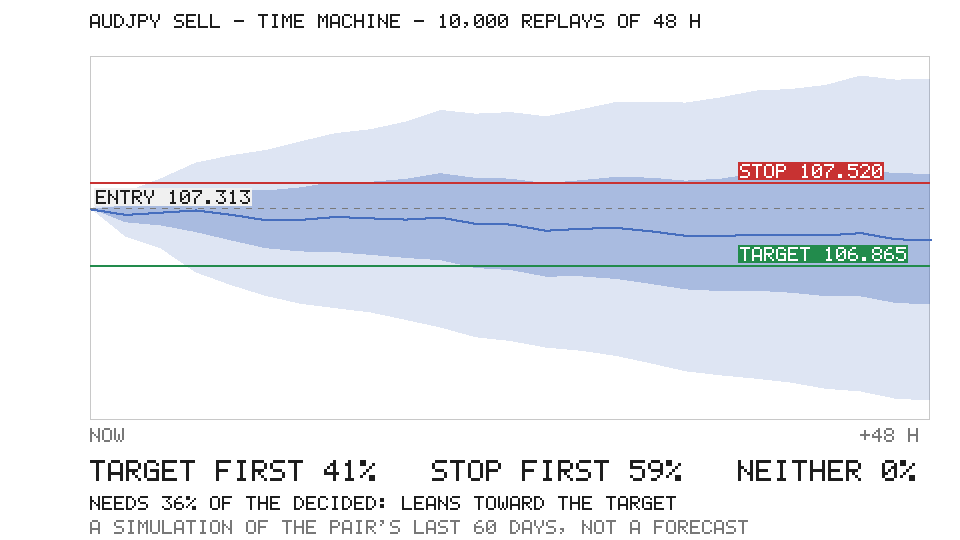 AUDJPY SELL - TIME MACHINE - 10,000 REPLAYS OF 48 H
STOP 107.520
ENTRY 107.313
TARGET 106.865
NOW +48 H
TARGET FIRST 41% STOP FIRST 59% NEITHER 0%
NEEDS 36% OF THE DECIDED: LEANS TOWARD THE TARGET
A SIMULATION OF THE PAIR'S LAST 60 DAYS, NOT A FORECAST